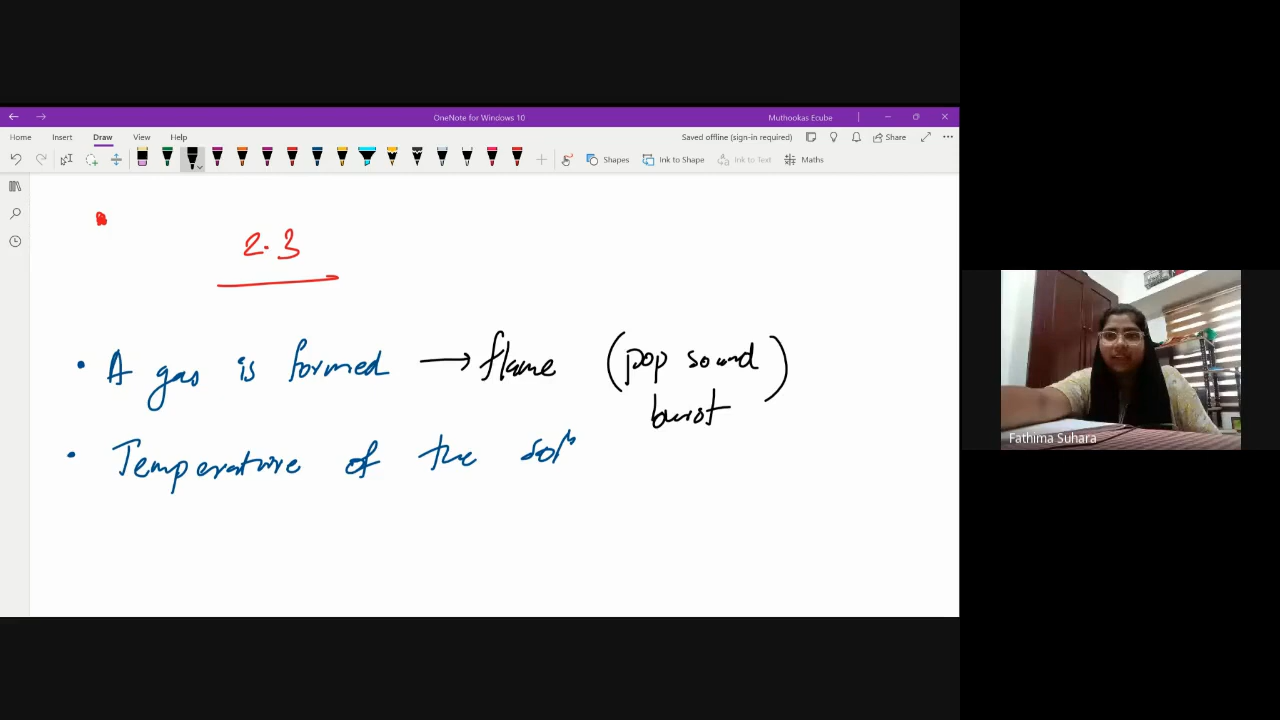 OneNote for Windows 10
Muthookas Ecube
Home Insert Draw View Help
Saved offline (sign-in required)
Share
Shapes
Ink to Shape
Ink to Text
Maths
2.3
• A gas is formed → flame (pop sound
burst)
• Temperature of the solⁿ
Fathima Suhara